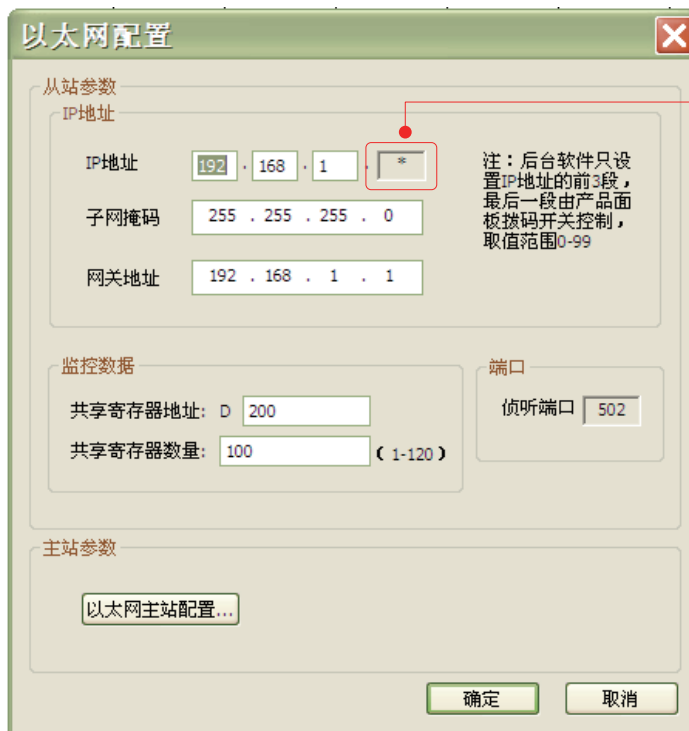 以太网配置
从站参数
IP地址
IP地址 192 . 168 . 1 . *
注：后台软件只设
置IP地址的前3段，
最后一段由产品面
板拨码开关控制，
取值范围0-99
子网掩码 255 . 255 . 255 . 0
网关地址 192 . 168 . 1 . 1
监控数据
共享寄存器地址: D 200
共享寄存器数量: 100 (1-120)
端口
侦听端口 502
主站参数
以太网主站配置...
确定
取消